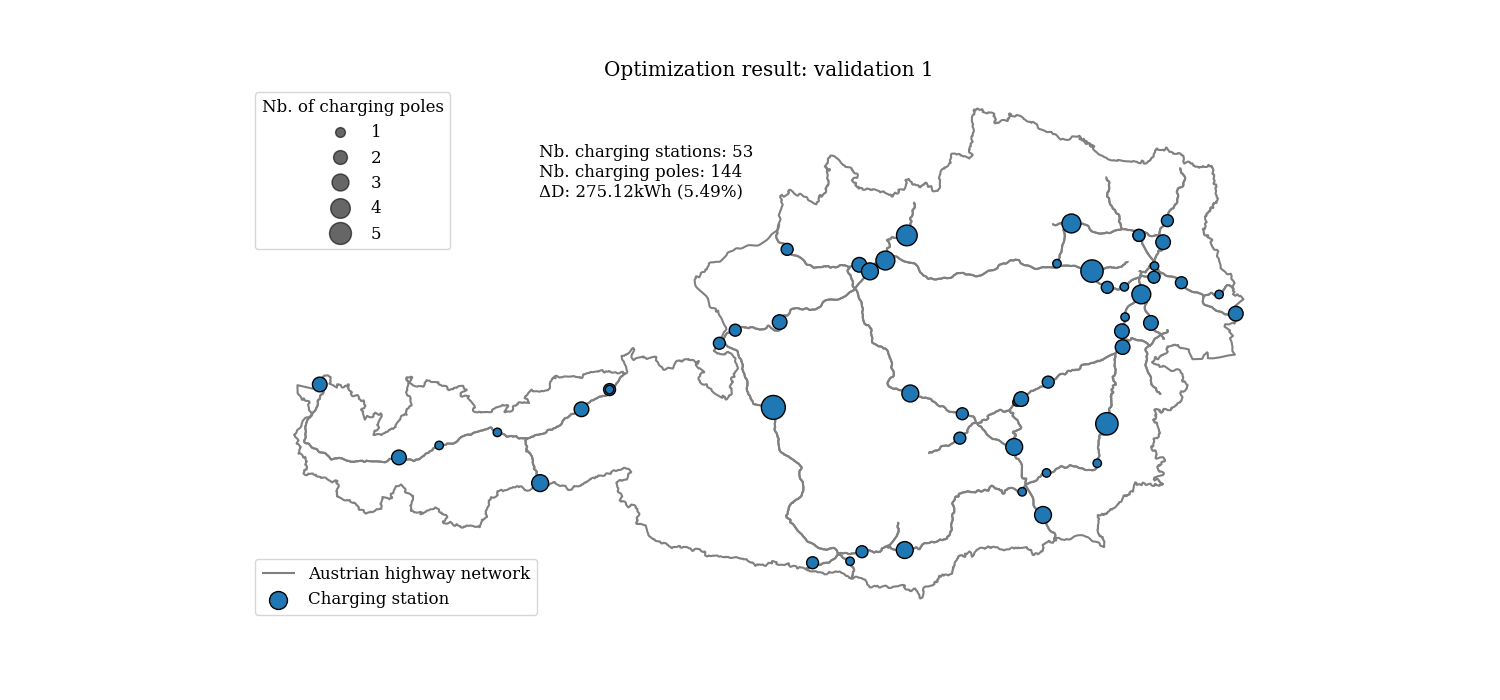 Optimization result: validation 1
Nb. of charging poles
1
2
3
4
5
Nb. charging stations: 53
Nb. charging poles: 144
ΔD: 275.12kWh (5.49%)
Austrian highway network
Charging station